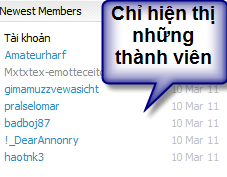 Newest Members
Chỉ hiện thị
những
thành viên
Tài khoản
Amateurharf
Mxtxtex-emotteceito
gimamuzzvewasicht 10 Mar 11
pralselomar 10 Mar 11
badboj87 10 Mar 11
!_DearAnnonry 10 Mar 11
haotnk3 10 Mar 11